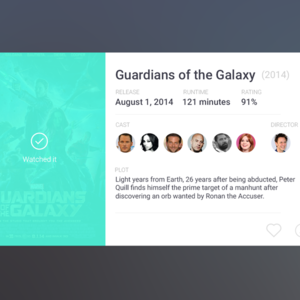 Guardians of the Galaxy (2014)
RELEASE RUNTIME RATING
August 1, 2014 121 minutes 91%
CAST DIRECTOR
Watched it
PLOT
GUARDIANS
OF THE
GALAXY
Light years from Earth, 26 years after being abducted, Peter
Quill finds himself the prime target of a manhunt after
discovering an orb wanted by Ronan the Accuser.